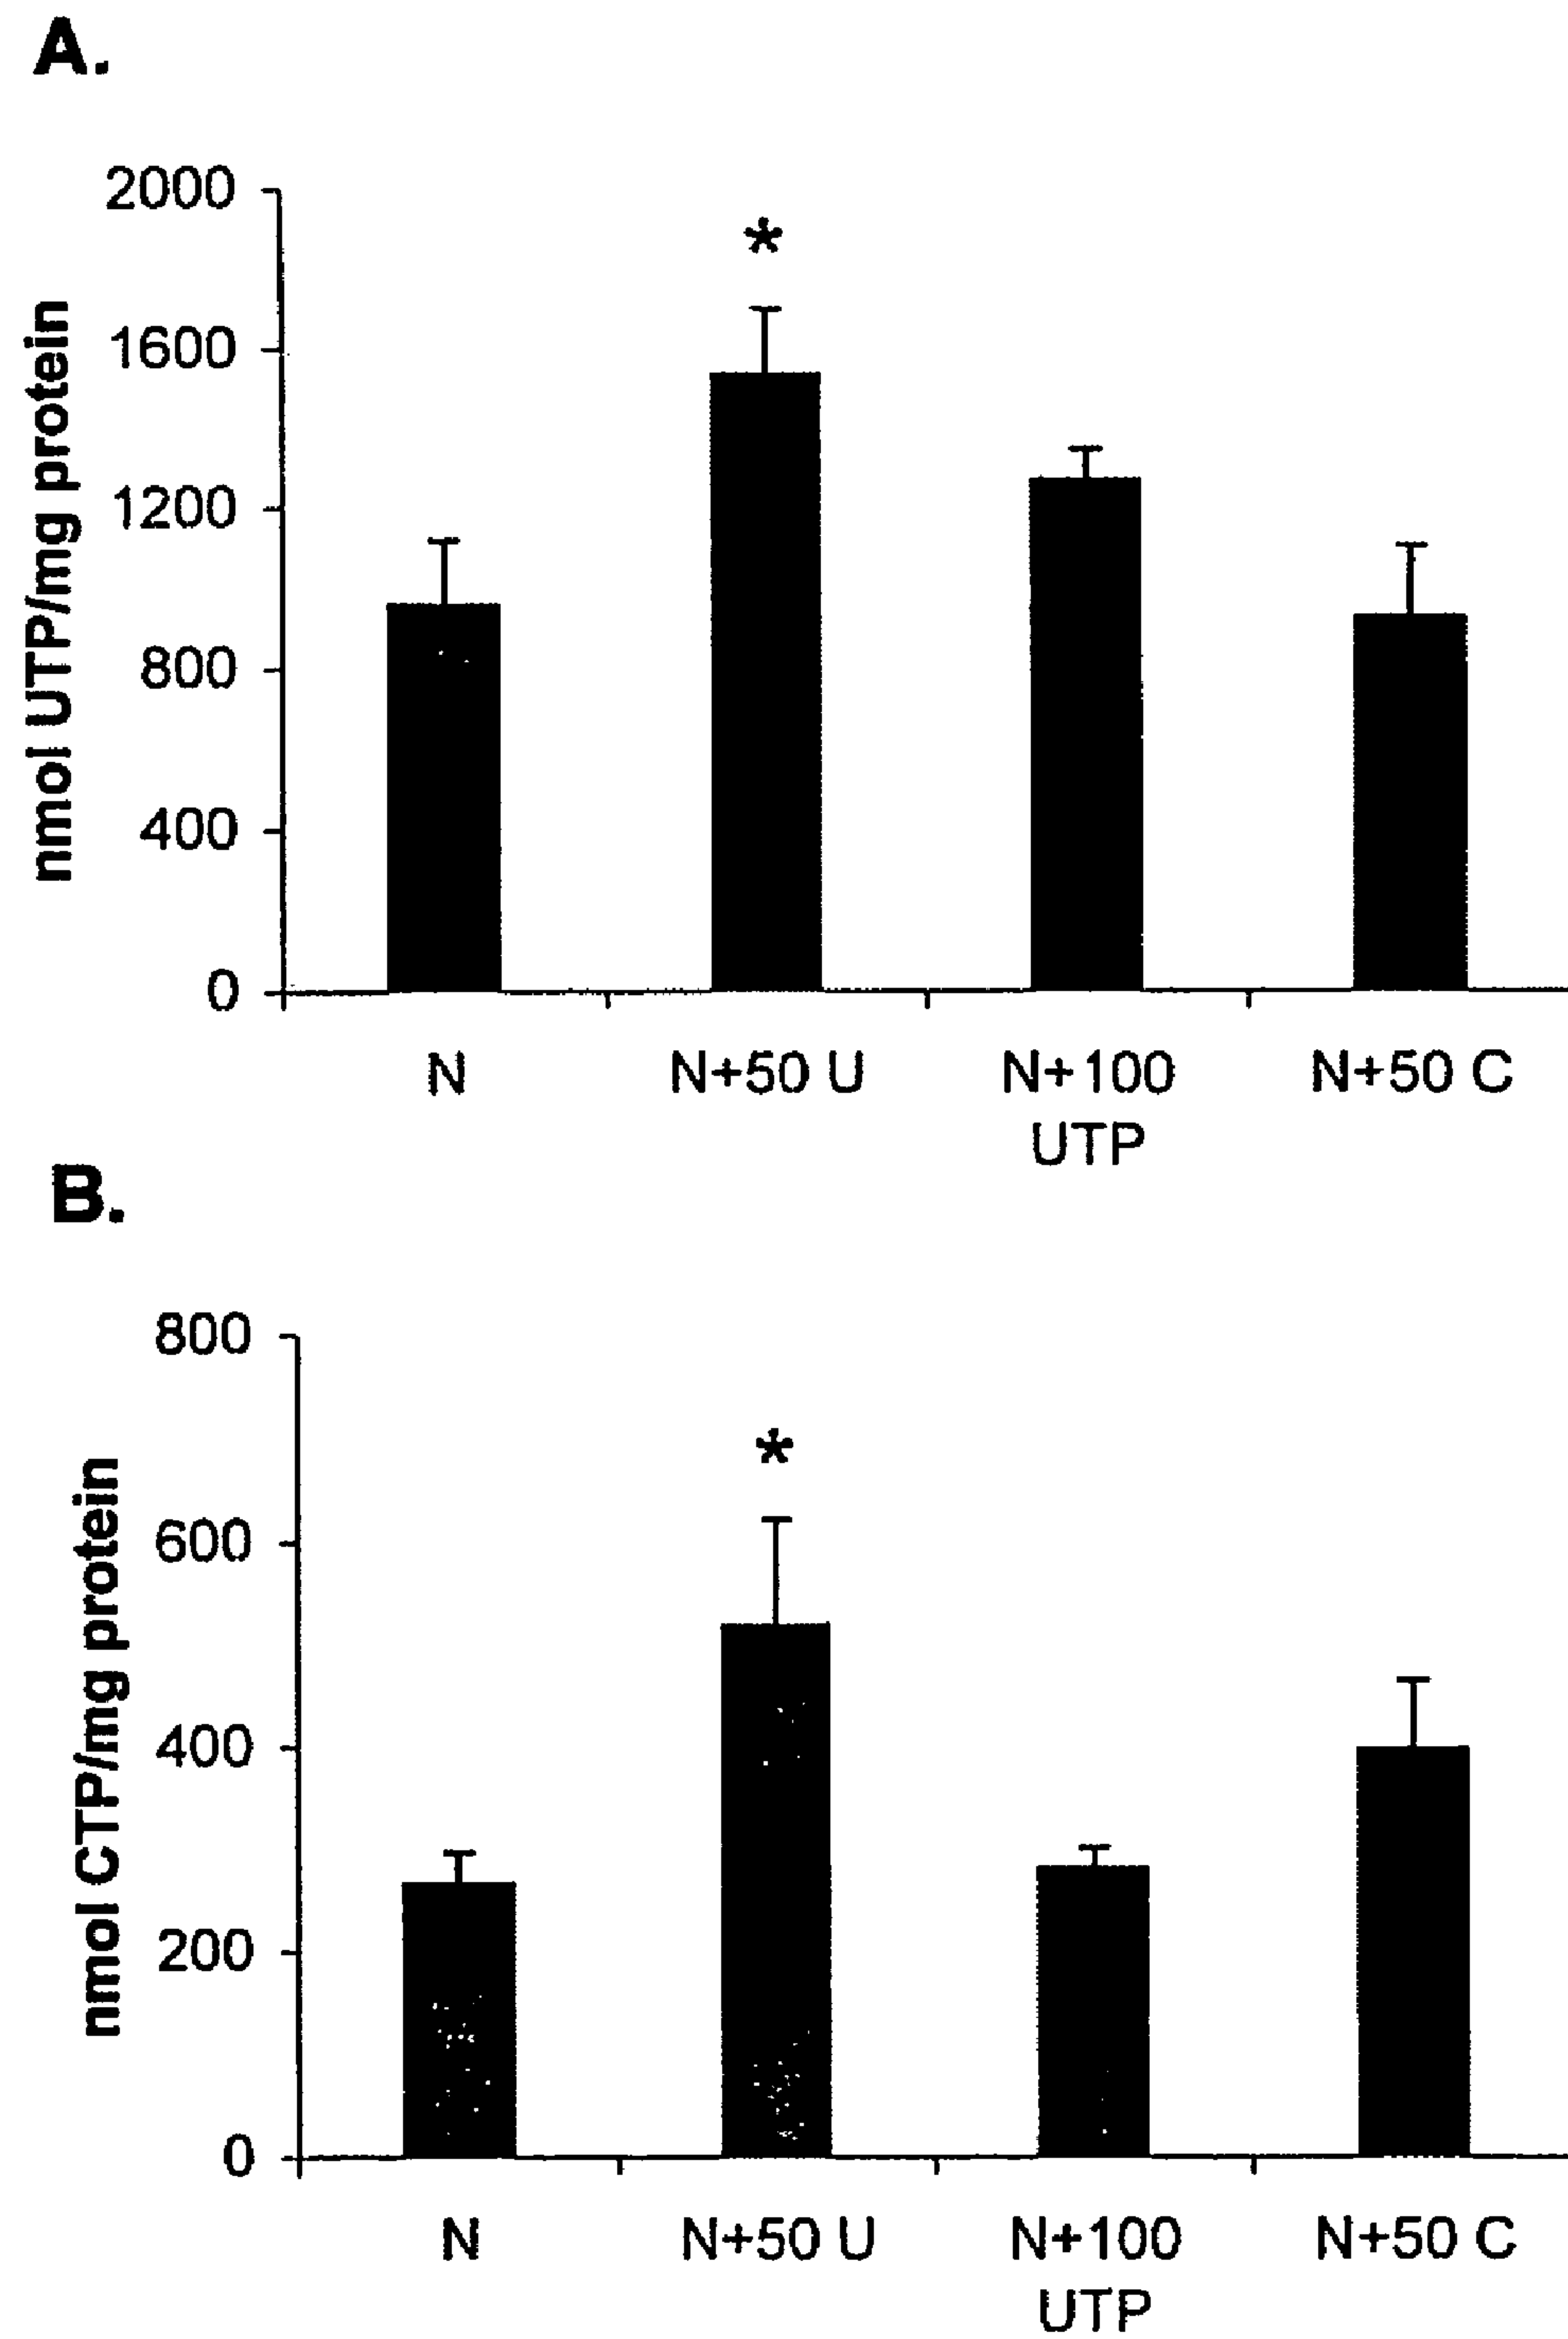 A.
nmol UTP/mg protein
2000
1600
1200
800
400
0
*
N
N+50 U
N+100
UTP
N+50 C
B.
nmol CTP/mg protein
800
600
400
200
0
*
N
N+50 U
N+100
UTP
N+50 C